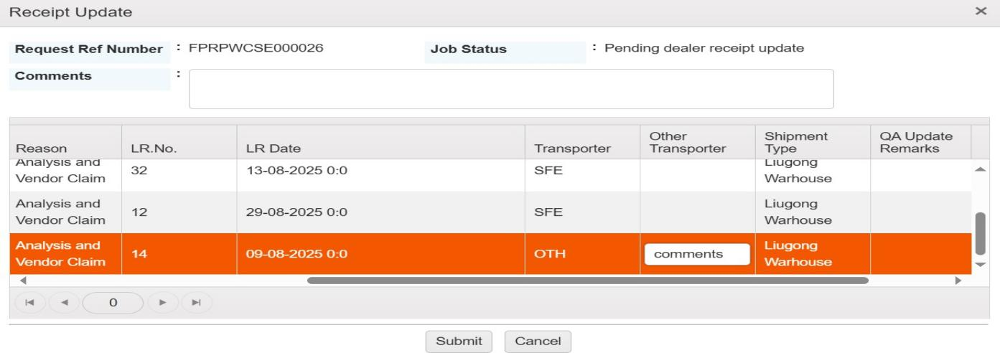 Receipt Update ×
Request Ref Number : FPRPWCSE000026 Job Status : Pending dealer receipt update
Comments :
Reason LR.No. LR Date Transporter Other Transporter Shipment Type QA Update Remarks
Analysis and Vendor Claim 32 13-08-2025 0:0 SFE Liugong Warhouse
Analysis and Vendor Claim 12 29-08-2025 0:0 SFE Liugong Warhouse
Analysis and Vendor Claim 14 09-08-2025 0:0 OTH comments Liugong Warhouse
0
Submit Cancel